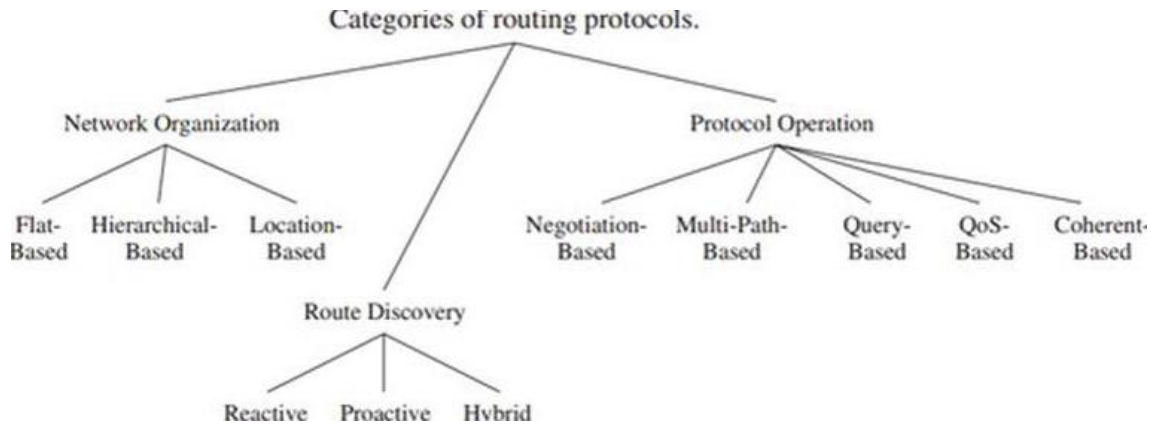 Categories of routing protocols.
Network Organization
Protocol Operation
Flat-
Based
Hierarchical-
Based
Location-
Based
Negotiation-
Based
Multi-Path-
Based
Query-
Based
QoS-
Based
Coherent-
Based
Route Discovery
Reactive
Proactive
Hybrid